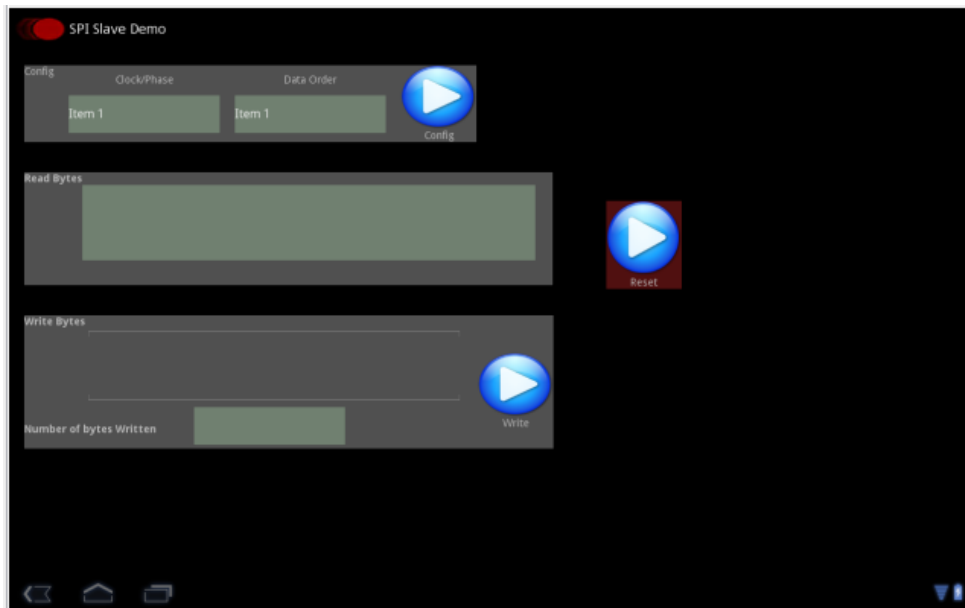 SPI Slave Demo
Config
Clock/Phase
Data Order
Item 1
Item 1
Config
Read Bytes
Reset
Write Bytes
Write
Number of bytes Written